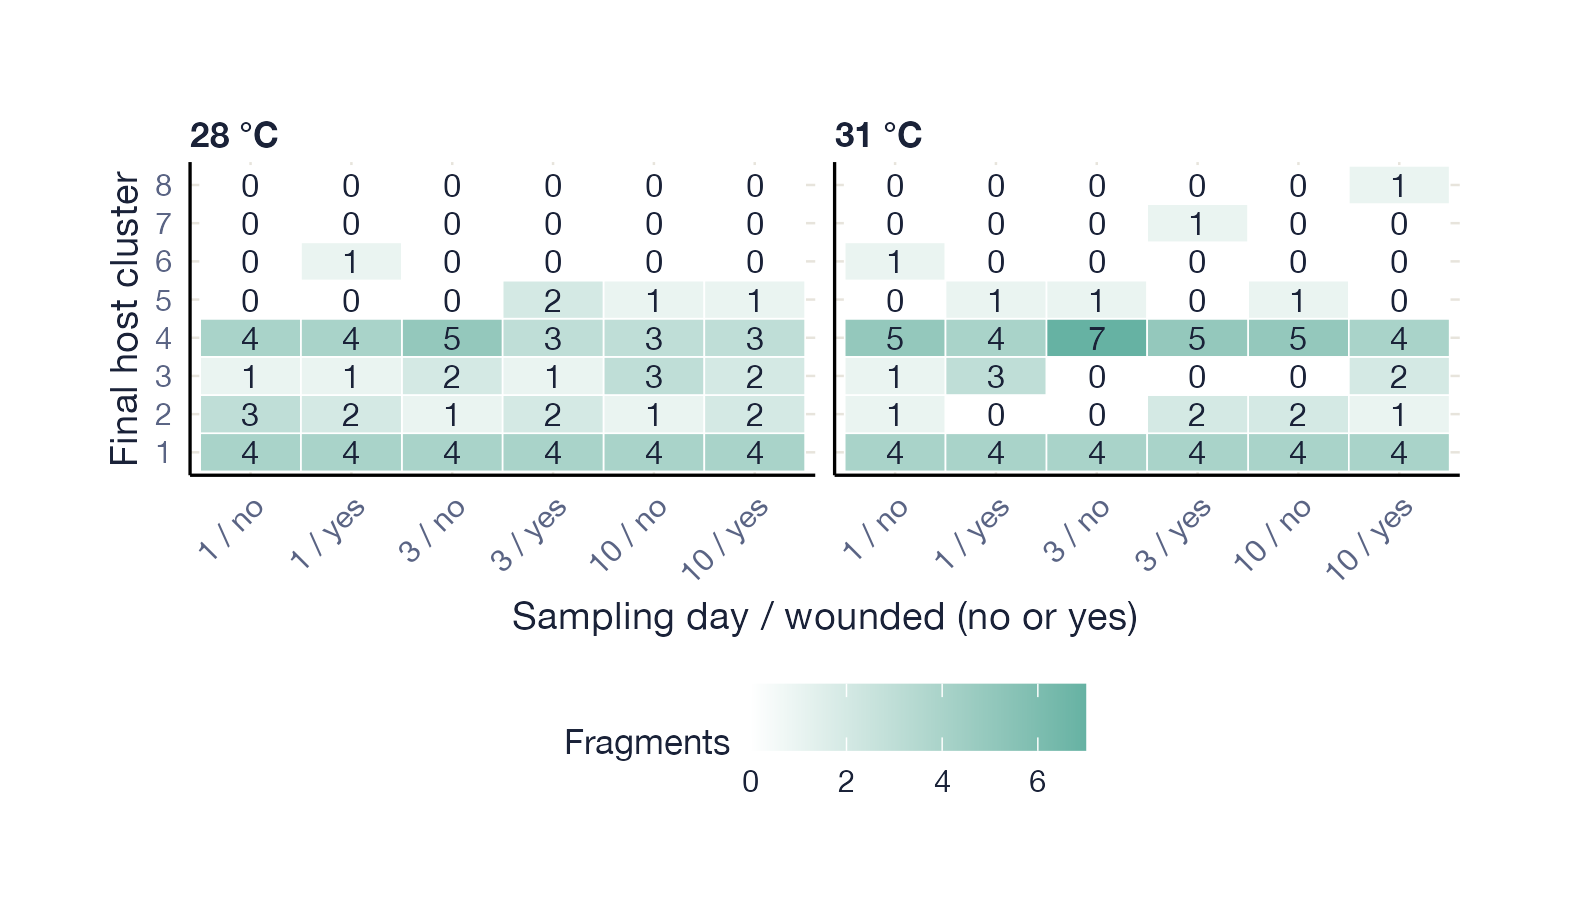 28 °C 31 °C
Final host cluster
8 0 0 0 0 0 0 0 0 0 0 0 1
7 0 0 0 0 0 0 0 0 0 1 0 0
6 0 1 0 0 0 0 1 0 0 0 0 0
5 0 0 0 2 1 1 0 1 1 0 1 0
4 4 4 5 3 3 3 5 4 7 5 5 4
3 1 1 2 1 3 2 1 3 0 0 0 2
2 3 2 1 2 1 2 1 0 0 2 2 1
1 4 4 4 4 4 4 4 4 4 4 4 4
1 / no 1 / yes 3 / no 3 / yes 10 / no 10 / yes 1 / no 1 / yes 3 / no 3 / yes 10 / no 10 / yes
Sampling day / wounded (no or yes)
Fragments
0 2 4 6